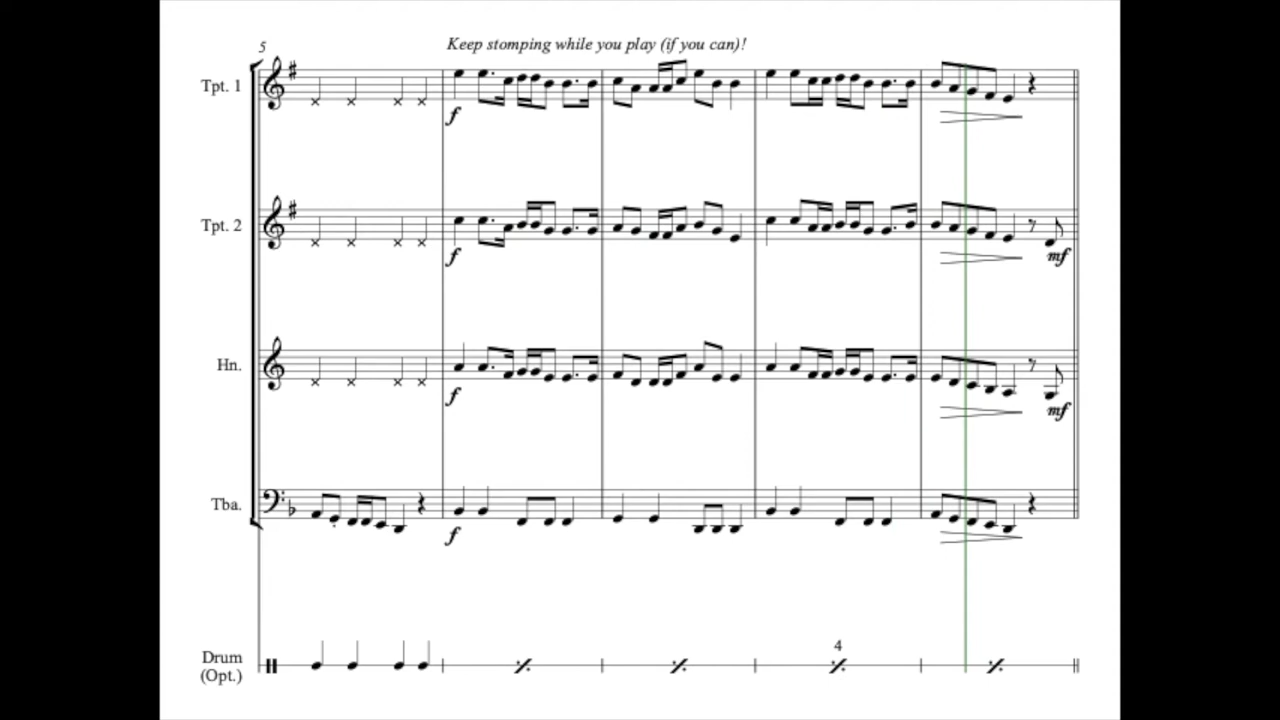 5
Keep stomping while you play (if you can)!
Tpt. 1
f
Tpt. 2
f
mf
Hn.
f
mf
Tba.
f
4
Drum
(Opt.)